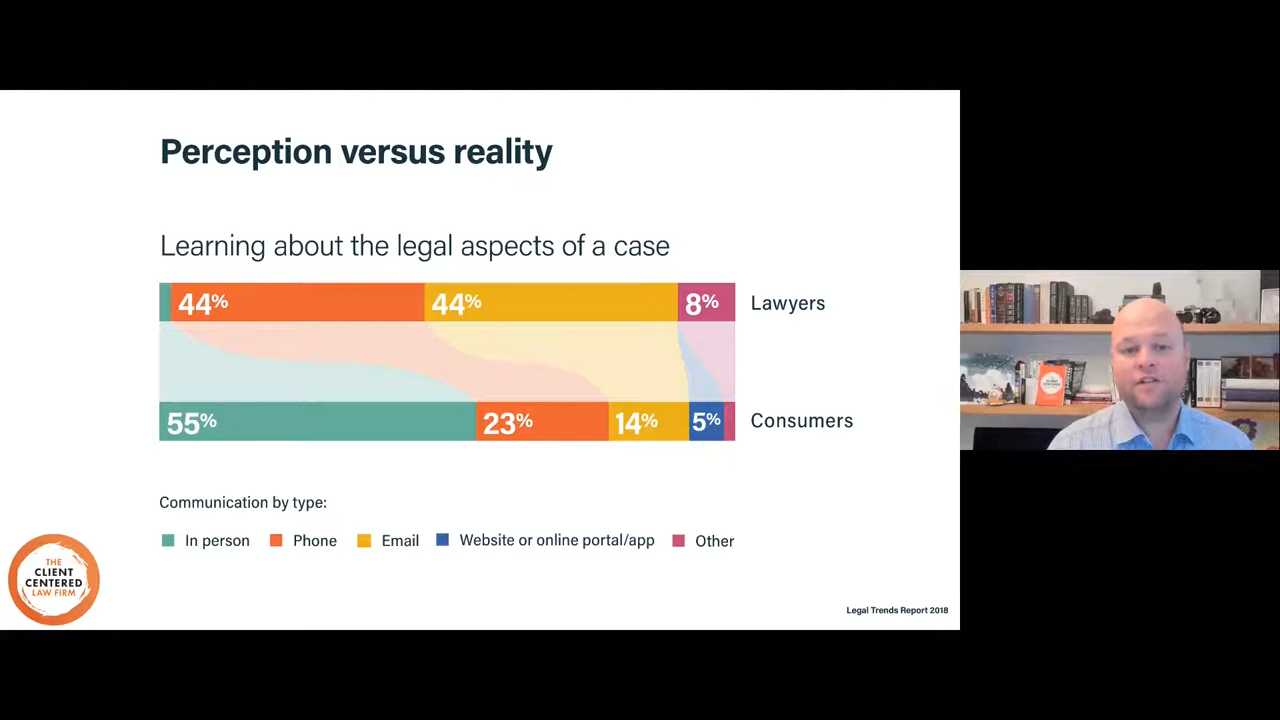 Perception versus reality
Learning about the legal aspects of a case
44%
44%
8%
Lawyers
55%
23%
14%
5%
Consumers
Communication by type:
In person
Phone
Email
Website or online portal/app
Other
THE
CLIENT
CENTERED
LAW FIRM
Legal Trends Report 2018